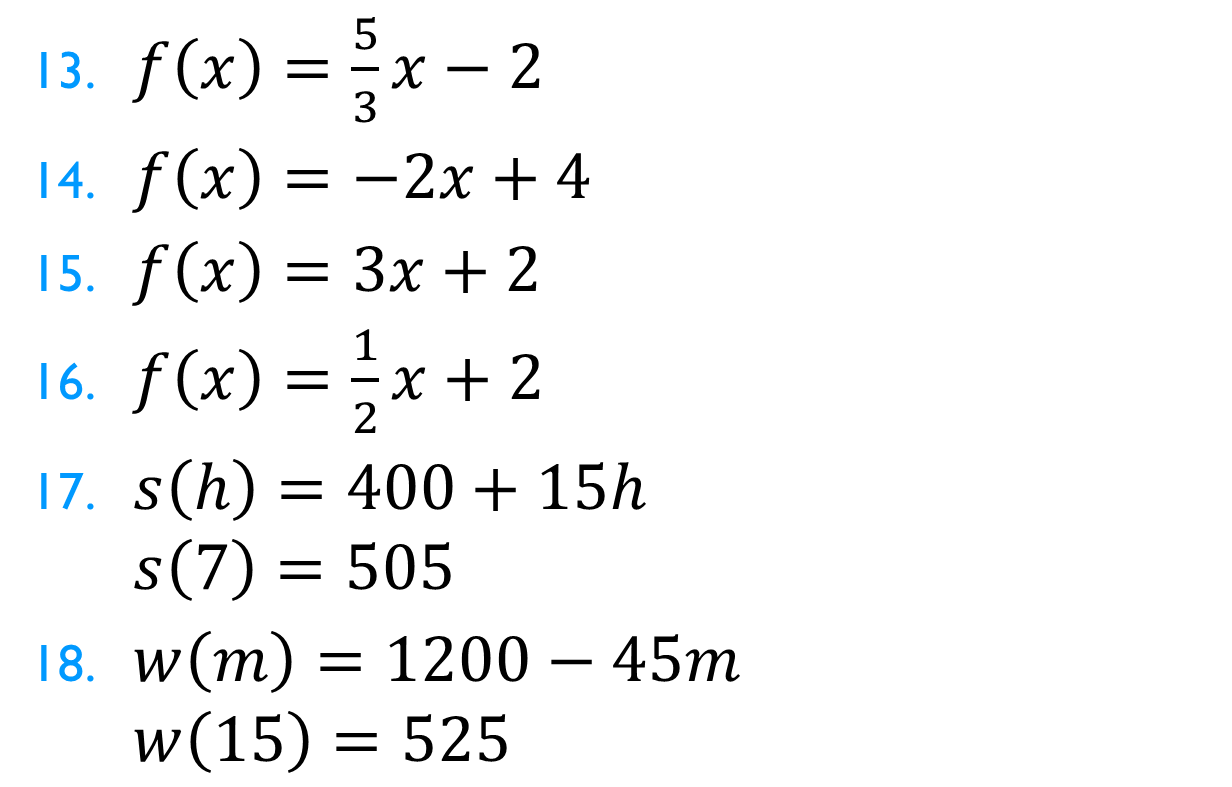 13. f(x) = 5/3 x − 2
14. f(x) = −2x + 4
15. f(x) = 3x + 2
16. f(x) = 1/2 x + 2
17. s(h) = 400 + 15h
s(7) = 505
18. w(m) = 1200 − 45m
w(15) = 525